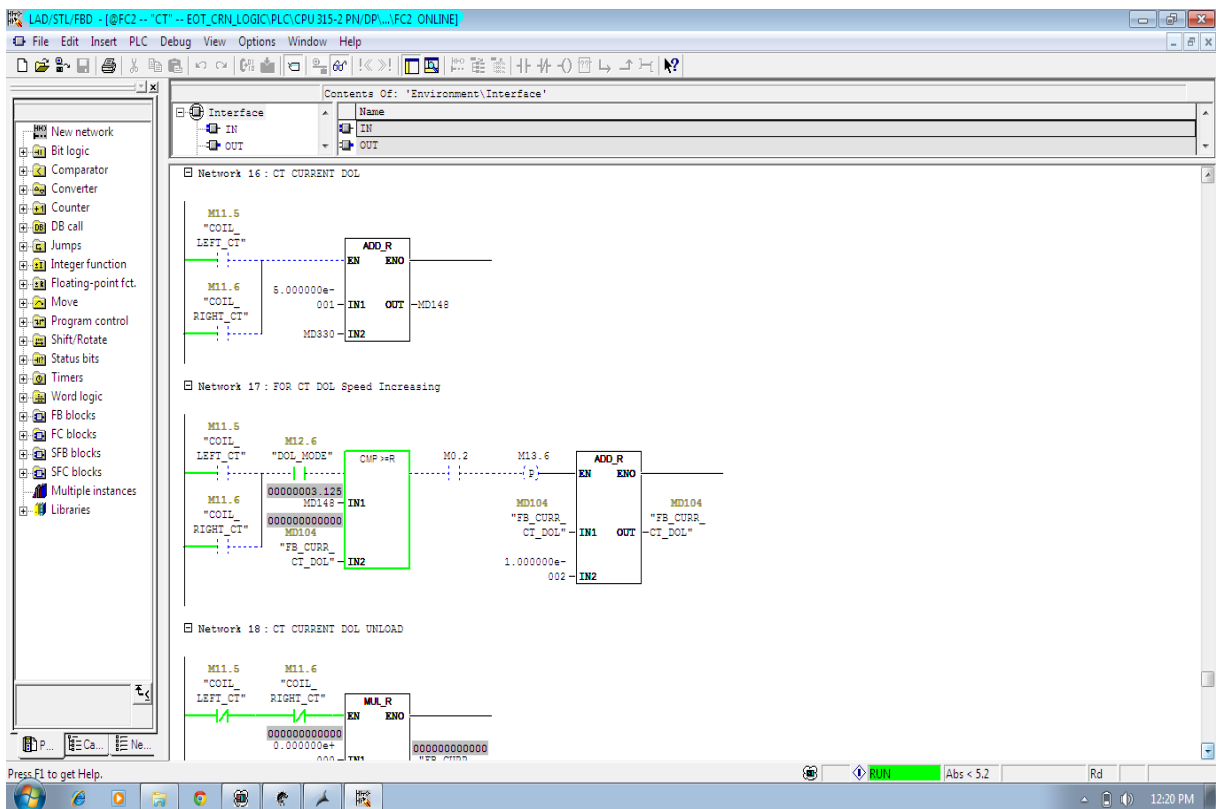 LAD/STL/FBD - [@FC2 -- "CT" -- EOT_CRN_LOGIC\PLC\CPU 315-2 PN/DP\...\FC2 ONLINE]
File Edit Insert PLC Debug View Options Window Help
Contents Of: 'Environment\Interface'
Interface
IN
OUT
Name
IN
OUT
New network
Bit logic
Comparator
Converter
Counter
DB call
Jumps
Integer function
Floating-point fct.
Move
Program control
Shift/Rotate
Status bits
Timers
Word logic
FB blocks
FC blocks
SFB blocks
SFC blocks
Multiple instances
Libraries
P...
Ca...
Ne...
Network 16 : CT CURRENT DOL
M11.5
"COIL_
LEFT_CT"
M11.6
"COIL_
RIGHT_CT"
ADD_R
EN ENO
5.000000e-
001 IN1 OUT MD148
MD330 IN2
Network 17 : FOR CT DOL Speed Increasing
M11.5
"COIL_
LEFT_CT"
M11.6
"COIL_
RIGHT_CT"
M12.6
"DOL_MODE"
CMP >=R
00000003.125
MD148 IN1
000000000000
MD104
"FB_CURR_
CT_DOL" IN2
M0.2
M13.6
P
ADD_R
EN ENO
MD104
"FB_CURR_
CT_DOL" IN1
OUT
MD104
"FB_CURR_
CT_DOL"
1.000000e-
002 IN2
Network 18 : CT CURRENT DOL UNLOAD
M11.5
"COIL_
LEFT_CT"
M11.6
"COIL_
RIGHT_CT"
MUL_R
EN ENO
000000000000
0.000000e+
000 IN1
000000000000
"FB_CURR
Press F1 to get Help.
RUN
Abs < 5.2
Rd
12:20 PM